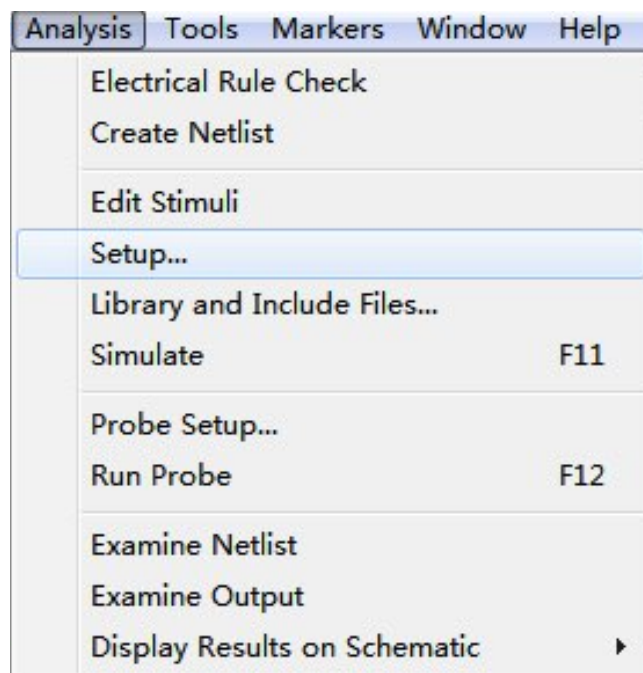 Analysis Tools Markers Window Help
Electrical Rule Check
Create Netlist
Edit Stimuli
Setup...
Library and Include Files...
Simulate F11
Probe Setup...
Run Probe F12
Examine Netlist
Examine Output
Display Results on Schematic